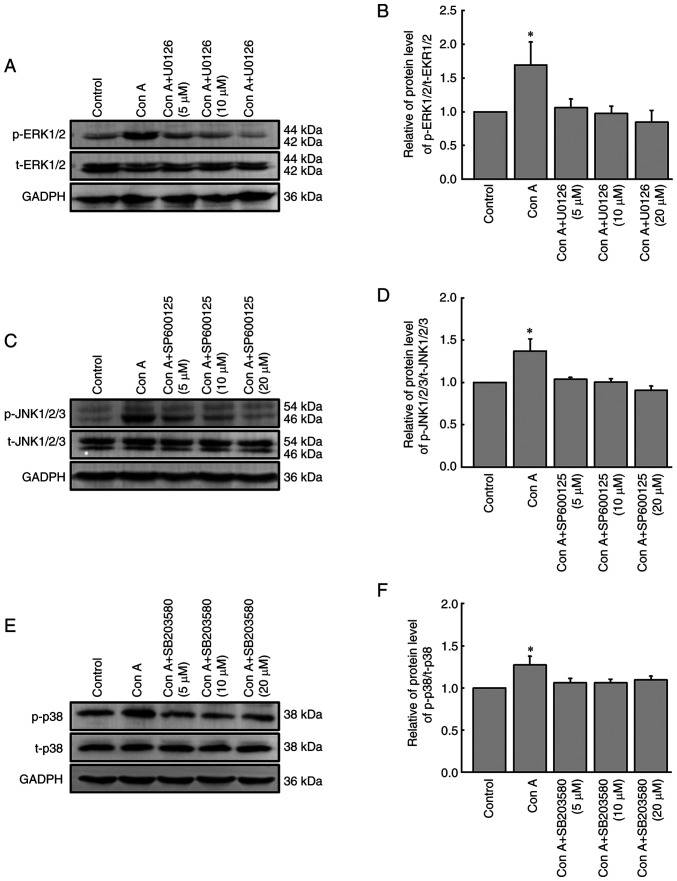 A
Control
Con A
Con A+U0126
(5 μM)
Con A+U0126
(10 μM)
Con A+U0126
p-ERK1/2
44 kDa
42 kDa
t-ERK1/2
44 kDa
42 kDa
GADPH
36 kDa
B
Relative of protein level
of p-ERK1/2/t-EKR1/2
2.5
2.0
1.5
1.0
0.5
0.0
*
Control
Con A
Con A+U0126
(5 μM)
Con A+U0126
(10 μM)
Con A+U0126
(20 μM)
C
Control
Con A
Con A+SP600125
(5 μM)
Con A+SP600125
(10 μM)
Con A+SP600125
(20 μM)
p-JNK1/2/3
54 kDa
46 kDa
t-JNK1/2/3
54 kDa
46 kDa
GADPH
36 kDa
D
Relative of protein level
of p-JNK1/2/3/t-JNK1/2/3
2.0
1.5
1.0
0.5
0.0
*
Control
Con A
Con A+SP600125
(5 μM)
Con A+SP600125
(10 μM)
Con A+SP600125
(20 μM)
E
Control
Con A
Con A+SB203580
(5 μM)
Con A+SB203580
(10 μM)
Con A+SB203580
(20 μM)
p-p38
38 kDa
t-p38
38 kDa
GADPH
36 kDa
F
Relative of protein level
of p-p38/t-p38
2.0
1.5
1.0
0.5
0.0
*
Control
Con A
Con A+SB203580
(5 μM)
Con A+SB203580
(10 μM)
Con A+SB203580
(20 μM)